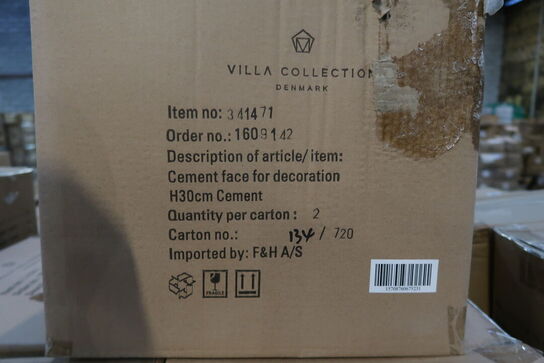 VILLA COLLECTION
DENMARK
Item no: 341471
Order no.: 1609142
Description of article/item:
Cement face for decoration
H30cm Cement
Quantity per carton : 2
Carton no.: 134 / 720
Imported by: F&H A/S
FRAGILE